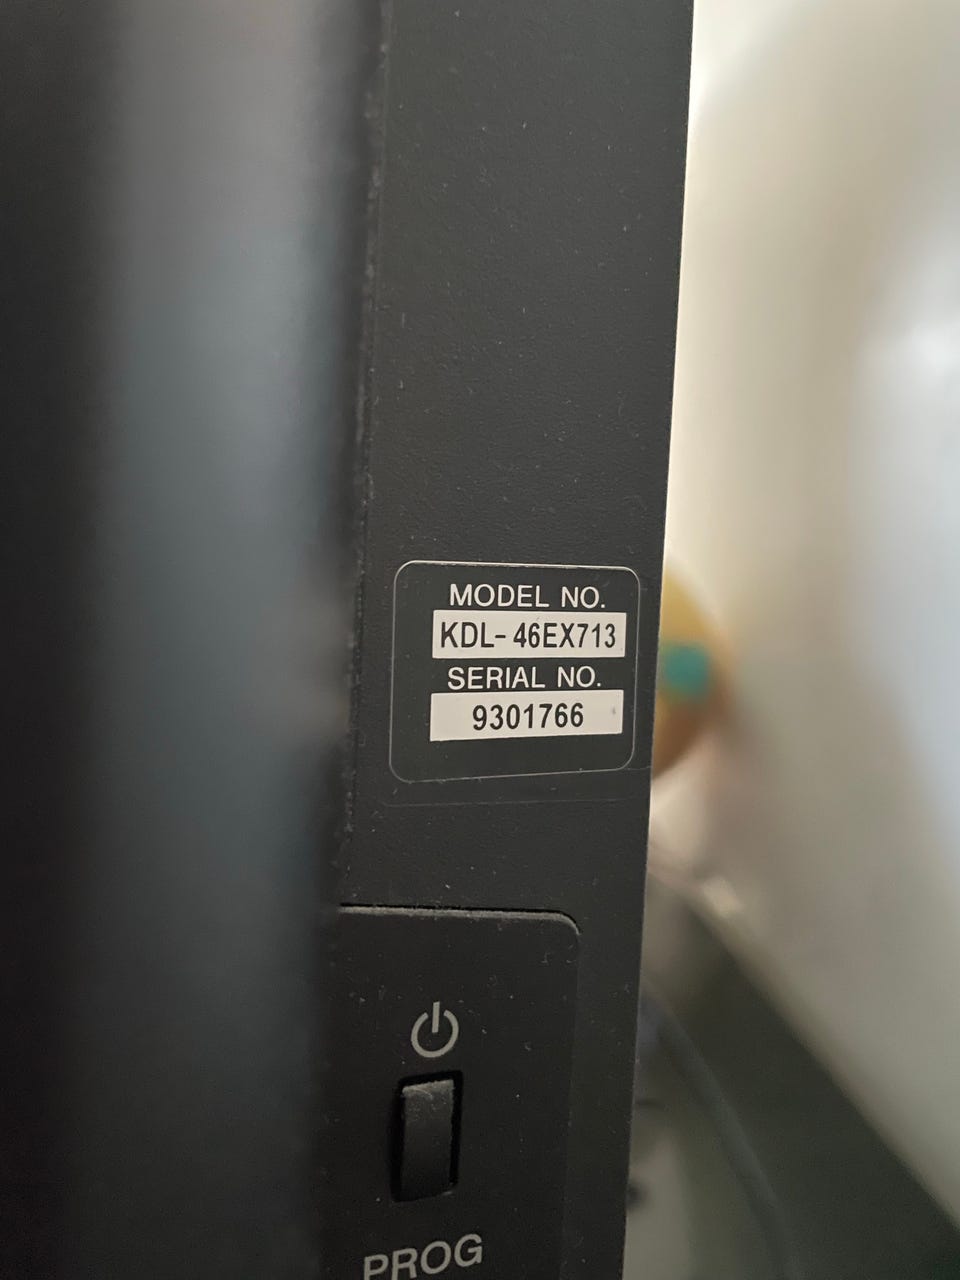 MODEL NO.
KDL-46EX713
SERIAL NO.
9301766
PROG